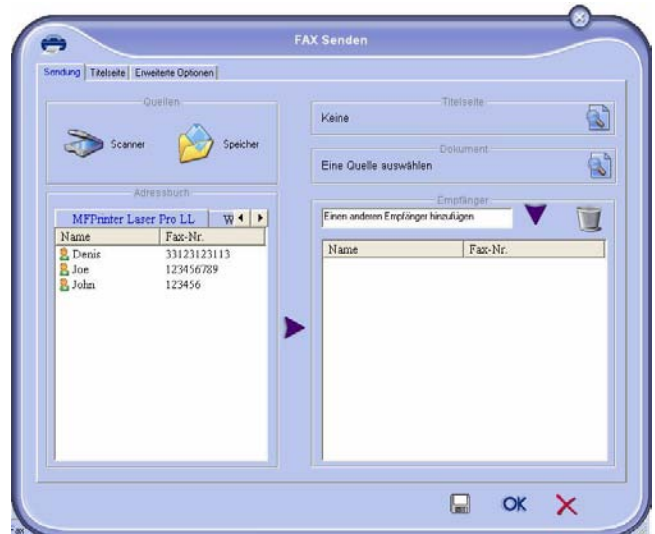 FAX Senden
Sendung Titelseite Erweiterte Optionen
Quellen
Scanner Speicher
Titelseite
Keine
Dokument
Eine Quelle auswählen
Adressbuch
MFPrinter Laser Pro LL W
Name Fax-Nr.
Denis 33123123113
Joe 123456789
John 123456
Empfänger
Einen anderen Empfänger hinzufügen
Name Fax-Nr.
OK